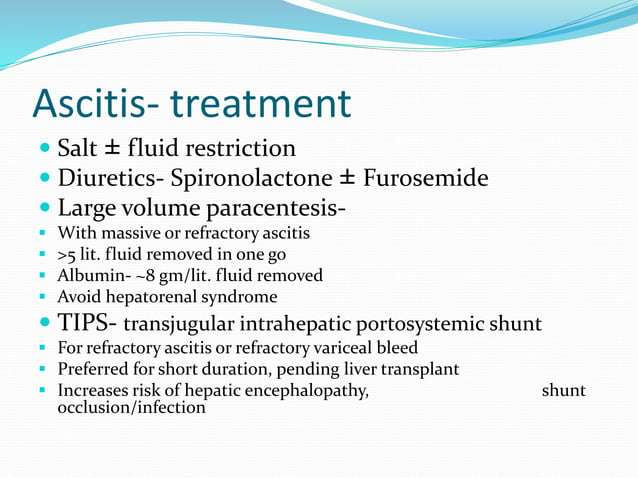 Ascitis- treatment
• Salt ± fluid restriction
• Diuretics- Spironolactone ± Furosemide
• Large volume paracentesis-
▪ With massive or refractory ascitis
▪ >5 lit. fluid removed in one go
▪ Albumin- ~8 gm/lit. fluid removed
▪ Avoid hepatorenal syndrome
• TIPS- transjugular intrahepatic portosystemic shunt
▪ For refractory ascitis or refractory variceal bleed
▪ Preferred for short duration, pending liver transplant
▪ Increases risk of hepatic encephalopathy, shunt
occlusion/infection